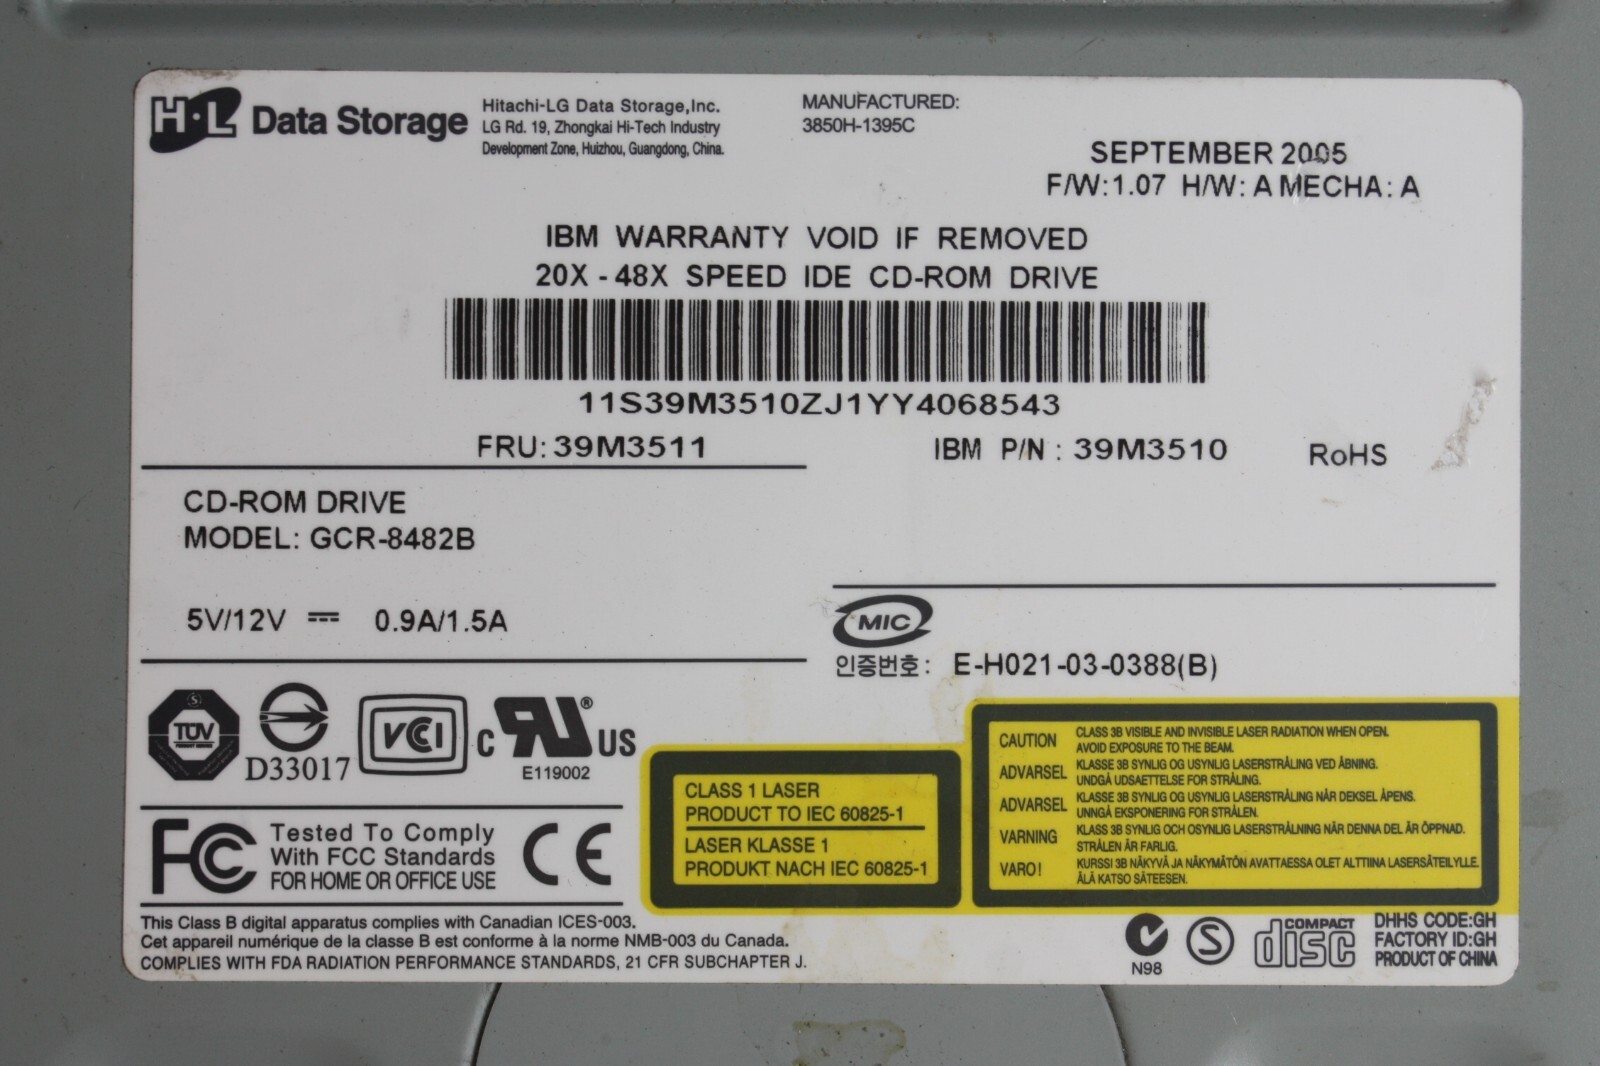 H·L Data Storage
Hitachi-LG Data Storage,Inc.
LG Rd. 19, Zhongkai Hi-Tech Industry
Development Zone, Huizhou, Guangdong, China.
MANUFACTURED:
3850H-1395C
SEPTEMBER 2005
F/W:1.07 H/W: A MECHA: A
IBM WARRANTY VOID IF REMOVED
20X - 48X SPEED IDE CD-ROM DRIVE
11S39M3510ZJ1YY4068543
FRU: 39M3511
IBM P/N : 39M3510
RoHS
CD-ROM DRIVE
MODEL: GCR-8482B
5V/12V ⎓ 0.9A/1.5A
MIC
인증번호: E-H021-03-0388(B)
S
TÜV
PRODUCT SERVICE
D33017
VCI
C RU® US
E119002
FC Tested To Comply
With FCC Standards
FOR HOME OR OFFICE USE
CE
CLASS 1 LASER
PRODUCT TO IEC 60825-1
LASER KLASSE 1
PRODUKT NACH IEC 60825-1
CAUTION CLASS 3B VISIBLE AND INVISIBLE LASER RADIATION WHEN OPEN.
AVOID EXPOSURE TO THE BEAM.
ADVARSEL KLASSE 3B SYNLIG OG USYNLIG LASERSTRÅLING VED ÅBNING.
UNDGÅ UDSAETTELSE FOR STRÅLING.
ADVARSEL KLASSE 3B SYNLIG OG USYNLIG LASERSTRÅLING NÅR DEKSEL ÅPENS.
UNNGÅ EKSPONERING FOR STRÅLEN.
VARNING KLASS 3B SYNLIG OCH OSYNLIG LASERSTRÅLNING NÄR DENNA DEL ÄR ÖPPNAD.
STRÅLEN ÄR FARLIG.
VARO! KURSSI 3B NÄKYVÄ JA NÄKYMÄTÖN AVATTAESSA OLET ALTTIINA LASERSÄTEILYLLE.
ÄLÄ KATSO SÄTEESEN.
This Class B digital apparatus complies with Canadian ICES-003.
Cet appareil numérique de la classe B est conforme à la norme NMB-003 du Canada.
COMPLIES WITH FDA RADIATION PERFORMANCE STANDARDS, 21 CFR SUBCHAPTER J.
N98
S
COMPACT
disc
DHHS CODE:GH
FACTORY ID:GH
PRODUCT OF CHINA